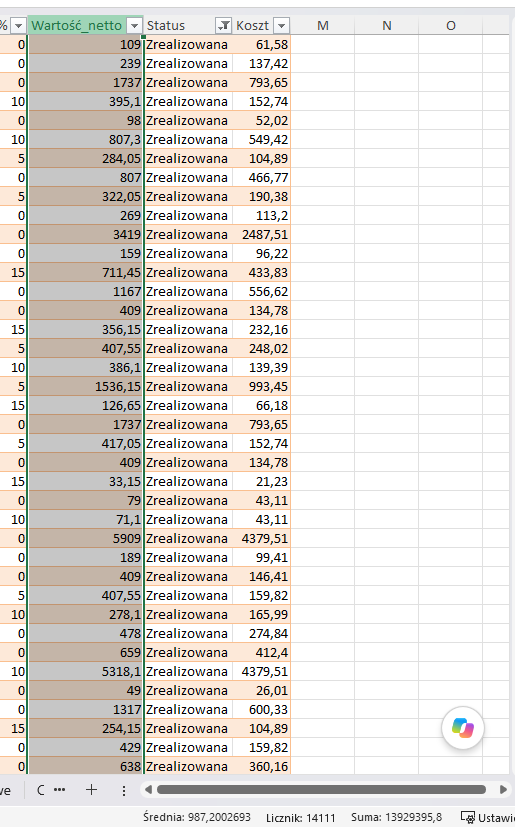 % Wartość_netto Status Koszt M N O
0 109 Zrealizowana 61,58
0 239 Zrealizowana 137,42
0 1737 Zrealizowana 793,65
10 395,1 Zrealizowana 152,74
0 98 Zrealizowana 52,02
10 807,3 Zrealizowana 549,42
5 284,05 Zrealizowana 104,89
0 807 Zrealizowana 466,77
5 322,05 Zrealizowana 190,38
0 269 Zrealizowana 113,2
0 3419 Zrealizowana 2487,51
0 159 Zrealizowana 96,22
15 711,45 Zrealizowana 433,83
0 1167 Zrealizowana 556,62
0 409 Zrealizowana 134,78
15 356,15 Zrealizowana 232,16
5 407,55 Zrealizowana 248,02
10 386,1 Zrealizowana 139,39
5 1536,15 Zrealizowana 993,45
15 126,65 Zrealizowana 66,18
0 1737 Zrealizowana 793,65
5 417,05 Zrealizowana 152,74
0 409 Zrealizowana 134,78
15 33,15 Zrealizowana 21,23
0 79 Zrealizowana 43,11
10 71,1 Zrealizowana 43,11
0 5909 Zrealizowana 4379,51
0 189 Zrealizowana 99,41
0 409 Zrealizowana 146,41
5 407,55 Zrealizowana 159,82
10 278,1 Zrealizowana 165,99
0 478 Zrealizowana 274,84
0 659 Zrealizowana 412,4
10 5318,1 Zrealizowana 4379,51
0 49 Zrealizowana 26,01
0 1317 Zrealizowana 600,33
15 254,15 Zrealizowana 104,89
0 429 Zrealizowana 159,82
0 638 Zrealizowana 360,16
we C ••• +
Średnia: 987,2002693 Licznik: 14111 Suma: 13929395,8 Ustawie